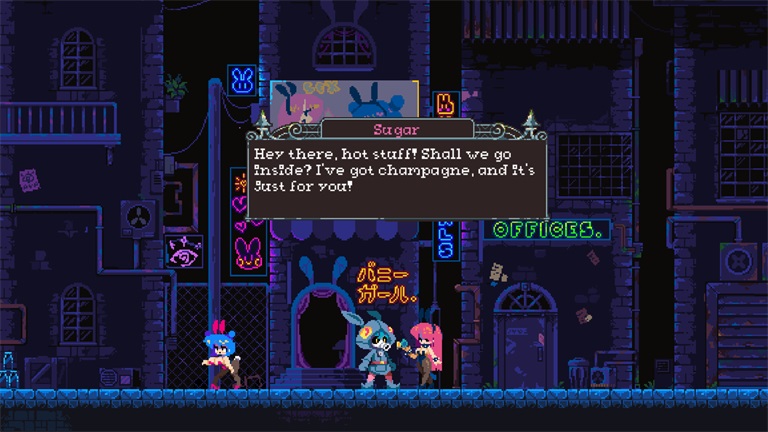 Sugar
Hey there, hot stuff! Shall we go
inside? I've got champagne, and it's
just for you!
OFFICES.
バニー
ガール.